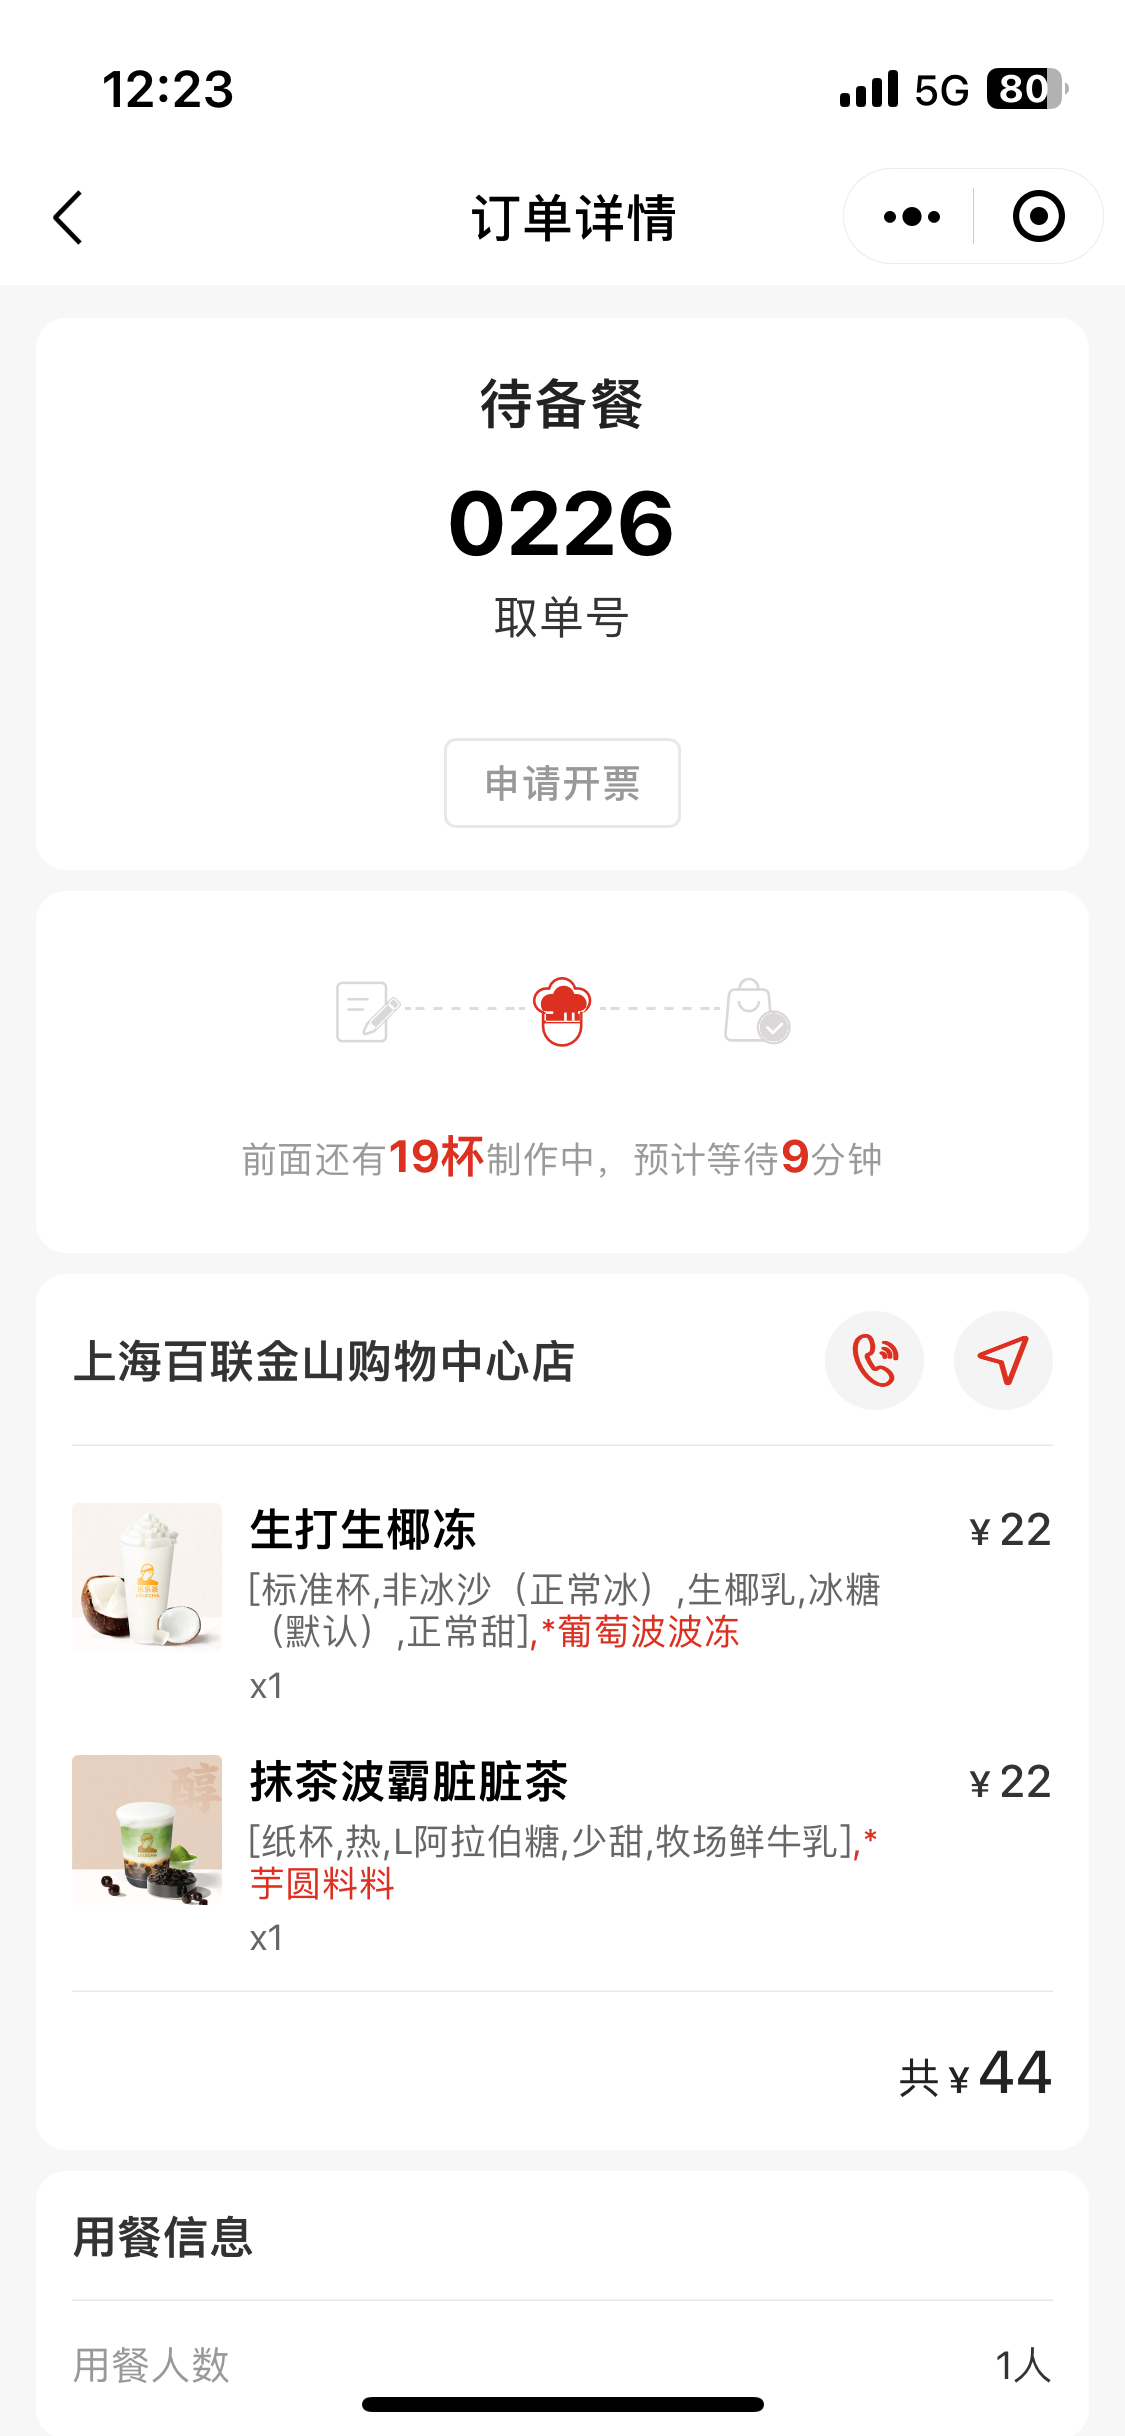 12:23
5G 80
订单详情
待备餐
0226
取单号
申请开票
前面还有19杯制作中，预计等待9分钟
上海百联金山购物中心店
生打生椰冻
¥22
[标准杯,非冰沙（正常冰）,生椰乳,冰糖
（默认）,正常甜],*葡萄波波冻
x1
乐乐茶
LELECHA
醇
抹茶波霸脏脏茶
¥22
[纸杯,热,L阿拉伯糖,少甜,牧场鲜牛乳],*
芋圆料料
x1
LELECHA
共 ¥44
用餐信息
用餐人数
1人